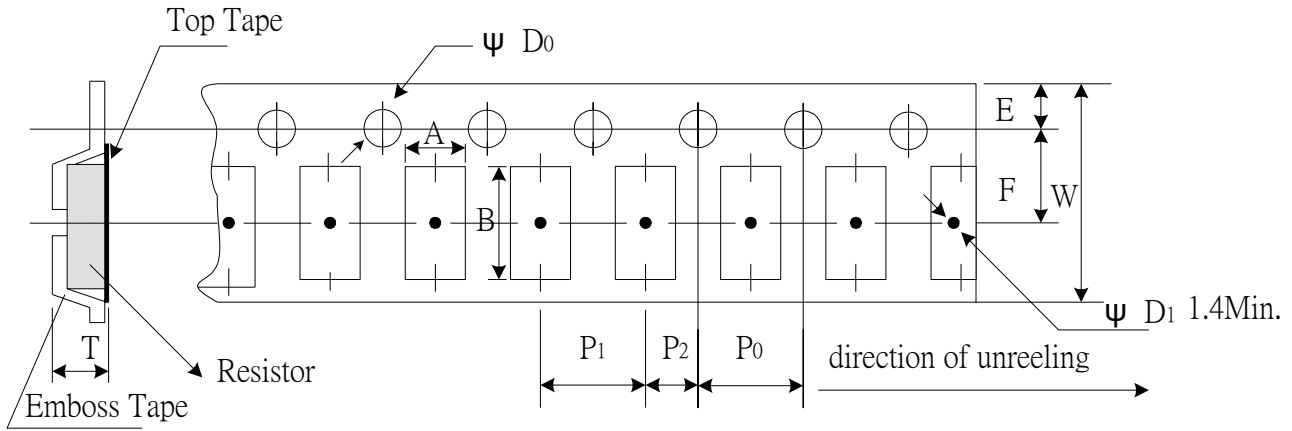 Top Tape
Ψ D0
E
A
F
W
B
Ψ D1 1.4Min.
T
P1
P2
P0
direction of unreeling
Resistor
Emboss Tape